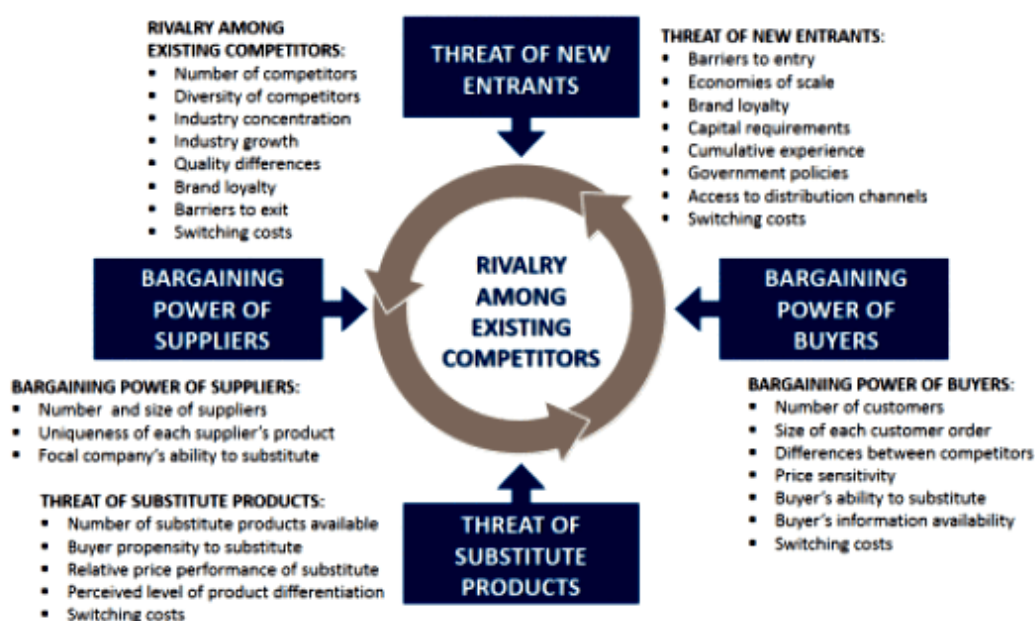 RIVALRY AMONG
EXISTING COMPETITORS:
▪ Number of competitors
▪ Diversity of competitors
▪ Industry concentration
▪ Industry growth
▪ Quality differences
▪ Brand loyalty
▪ Barriers to exit
▪ Switching costs
THREAT OF NEW
ENTRANTS
THREAT OF NEW ENTRANTS:
▪ Barriers to entry
▪ Economies of scale
▪ Brand loyalty
▪ Capital requirements
▪ Cumulative experience
▪ Government policies
▪ Access to distribution channels
▪ Switching costs
BARGAINING
POWER OF
SUPPLIERS
RIVALRY
AMONG
EXISTING
COMPETITORS
BARGAINING
POWER OF
BUYERS
BARGAINING POWER OF SUPPLIERS:
▪ Number and size of suppliers
▪ Uniqueness of each supplier's product
▪ Focal company's ability to substitute
BARGAINING POWER OF BUYERS:
▪ Number of customers
▪ Size of each customer order
▪ Differences between competitors
▪ Price sensitivity
▪ Buyer's ability to substitute
▪ Buyer's information availability
▪ Switching costs
THREAT OF SUBSTITUTE PRODUCTS:
▪ Number of substitute products available
▪ Buyer propensity to substitute
▪ Relative price performance of substitute
▪ Perceived level of product differentiation
▪ Switching costs
THREAT OF
SUBSTITUTE
PRODUCTS